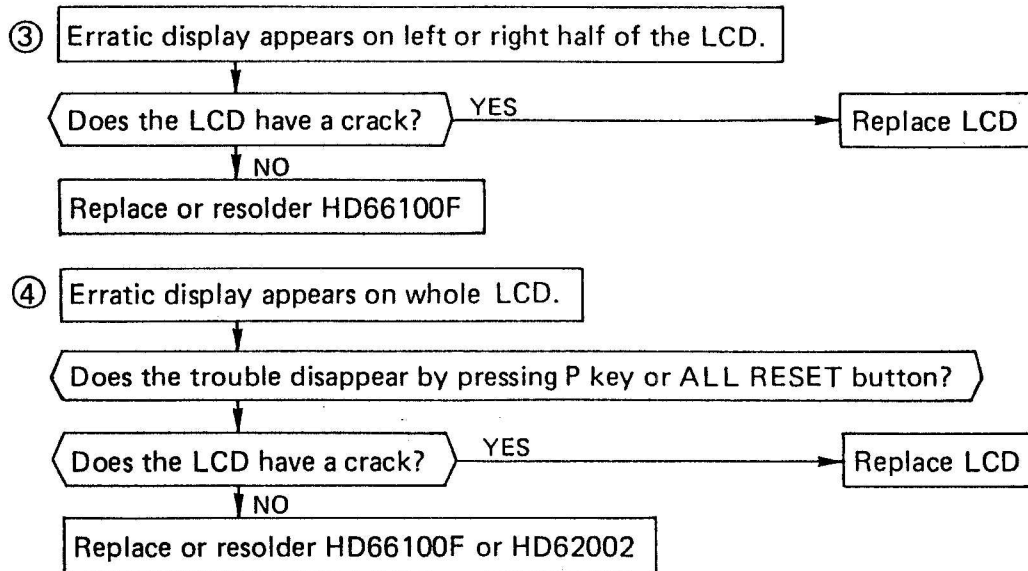 ③ Erratic display appears on left or right half of the LCD.
Does the LCD have a crack?
YES
Replace LCD
NO
Replace or resolder HD66100F
④ Erratic display appears on whole LCD.
Does the trouble disappear by pressing P key or ALL RESET button?
Does the LCD have a crack?
YES
Replace LCD
NO
Replace or resolder HD66100F or HD62002